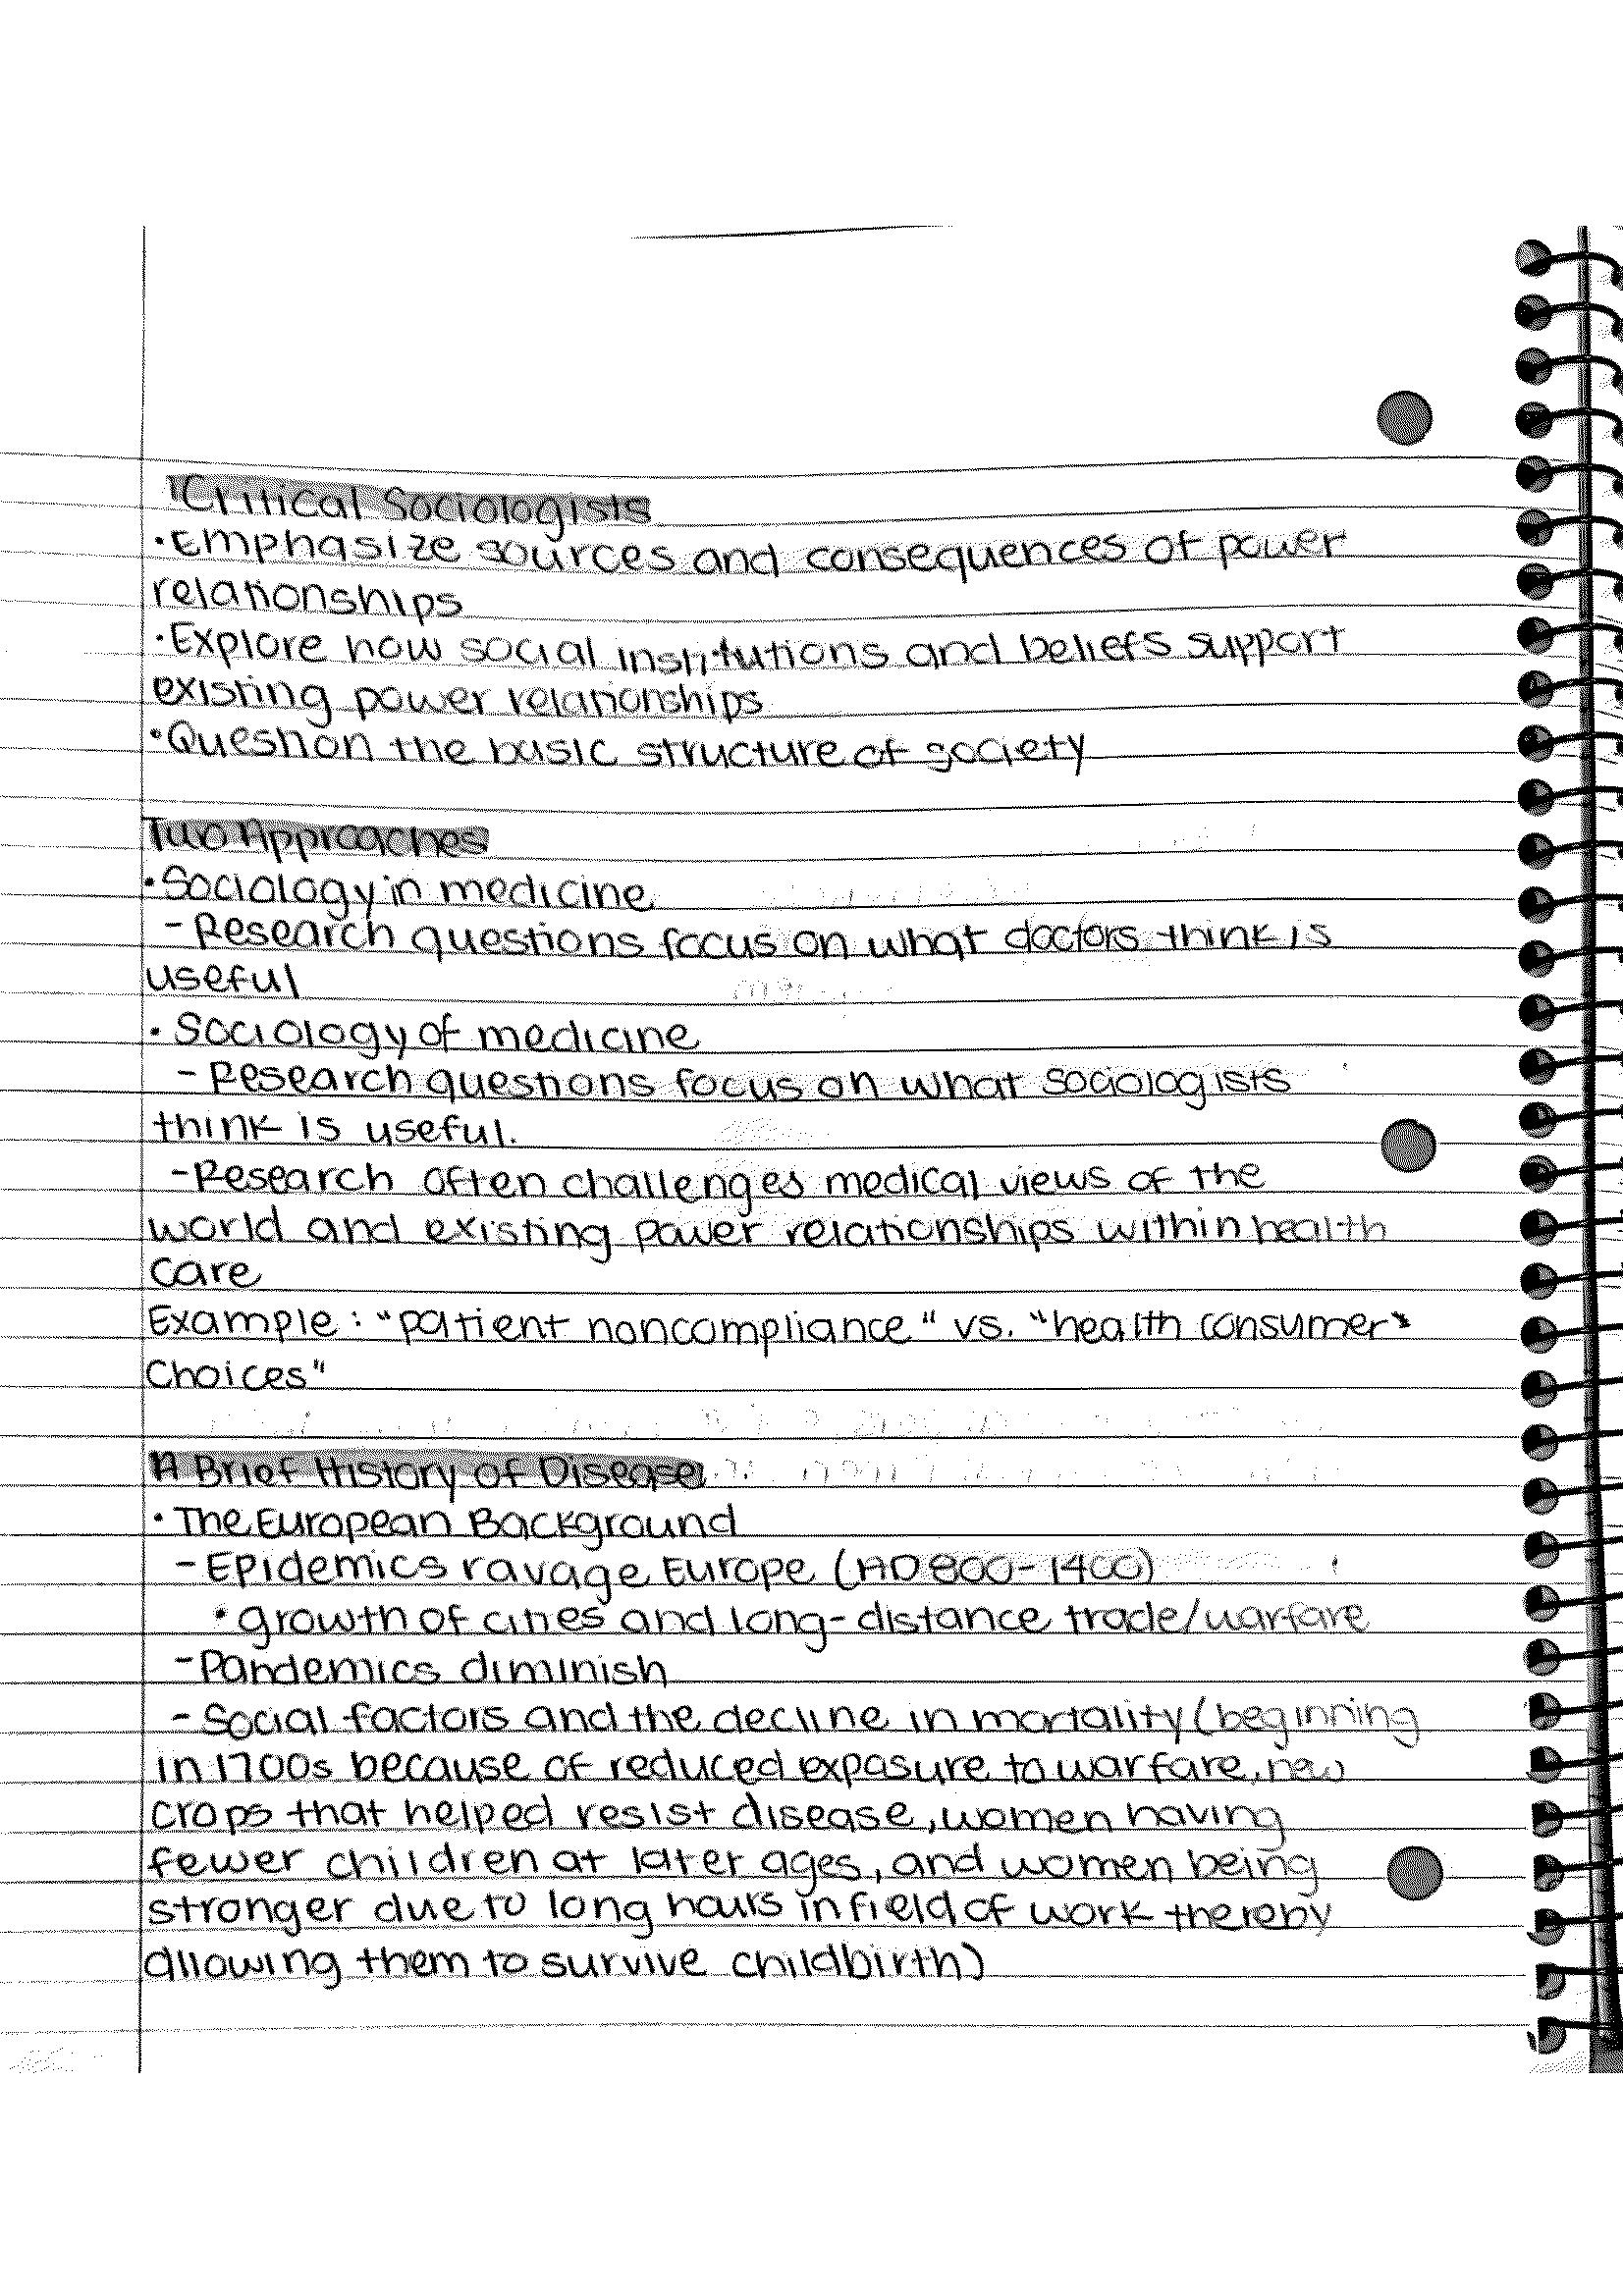 Critical Sociologists
• Emphasize sources and consequences of power
relationships
• Explore how social institutions and beliefs support
existing power relationships
• Question the basic structure of society
Two Approaches
• Sociology in medicine
- Research questions focus on what doctors think is
useful
• Sociology of medicine
- Research questions focus on what sociologists
think is useful.
- Research often challenges medical views of the
world and existing power relationships within health
care
Example: "patient noncompliance" vs. "health consumer"
Choices"
A Brief History of Disease
• The European Background
- Epidemics ravage Europe (AD 800-1400)
• growth of cities and long-distance trade/warfare
- Pandemics diminish
- Social factors and the decline in mortality (beginning
in 1700s because of reduced exposure to warfare, new
crops that helped resist disease, women having
fewer children at later ages, and women being
stronger due to long hours in field of work thereby
allowing them to survive childbirth)